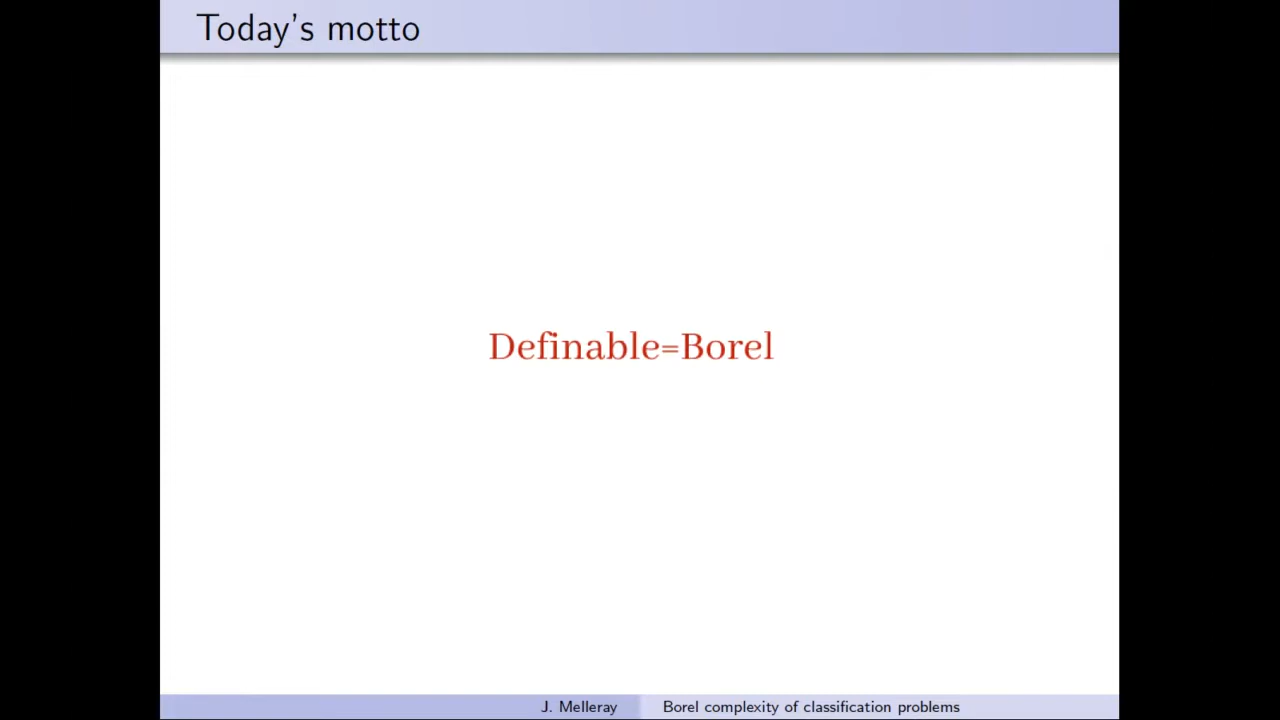 Today's motto
Definable=Borel
J. Melleray
Borel complexity of classification problems